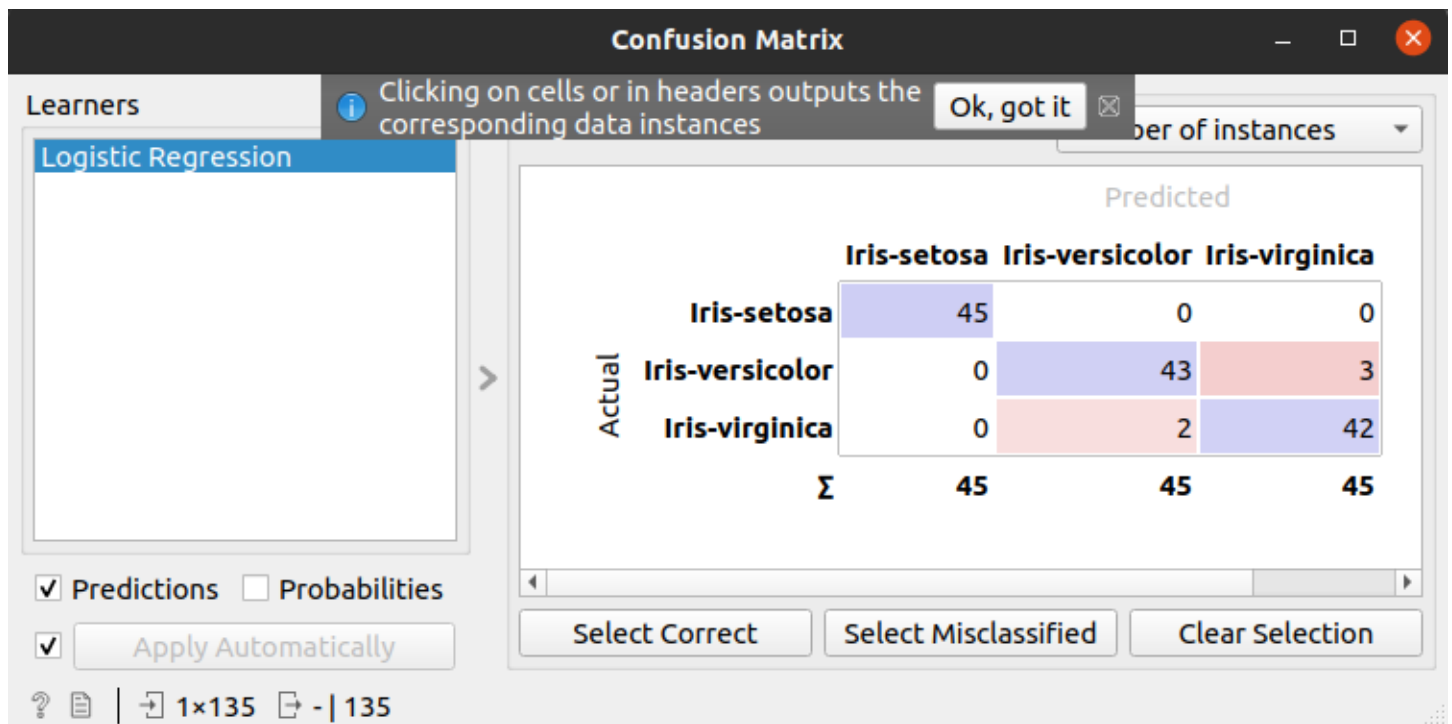 Confusion Matrix
Learners
Clicking on cells or in headers outputs the
corresponding data instances
Ok, got it
of instances
Logistic Regression
Predicted
Iris-setosa Iris-versicolor Iris-virginica
Actual
Iris-setosa 45 0 0
Iris-versicolor 0 43 3
Iris-virginica 0 2 42
Σ 45 45 45
Predictions Probabilities
Apply Automatically
Select Correct Select Misclassified Clear Selection
? 1×135 - | 135